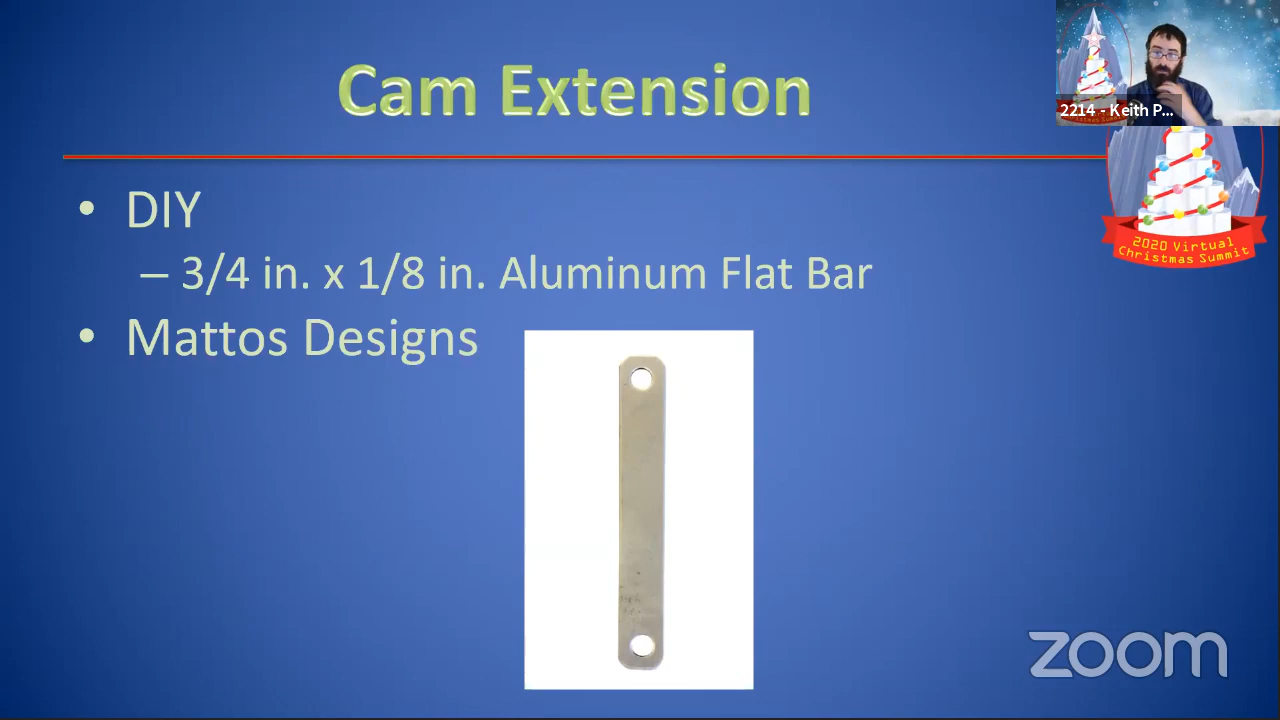 Cam Extension
2214 - Keith P...
• DIY
– 3/4 in. x 1/8 in. Aluminum Flat Bar
• Mattos Designs
2020 Virtual
Christmas Summit
zoom